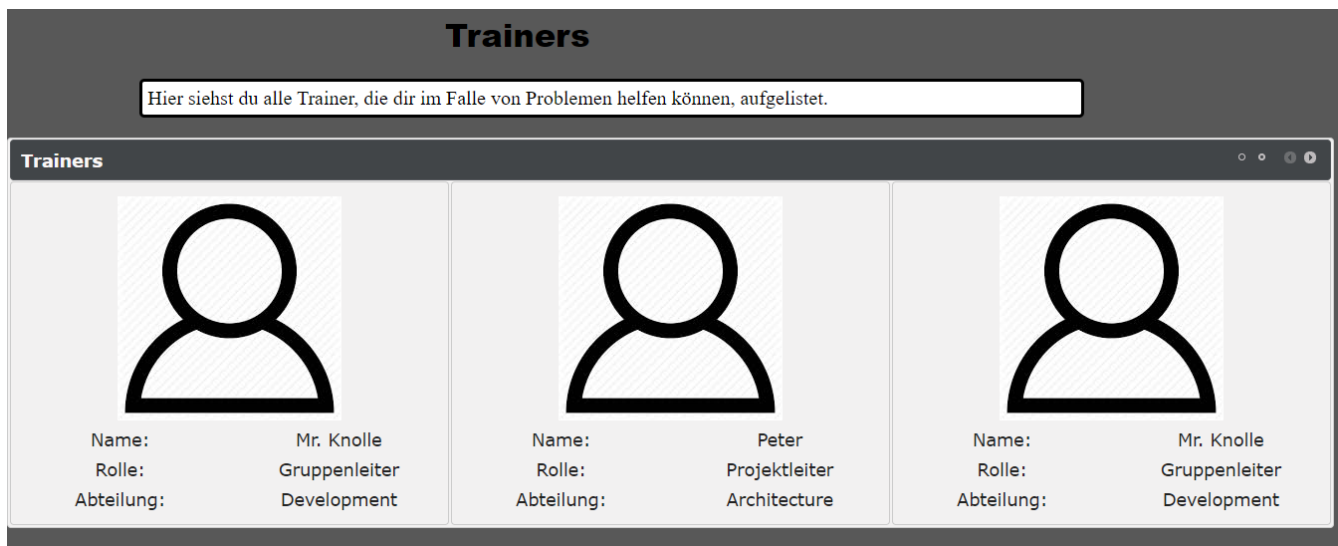 Trainers
Hier siehst du alle Trainer, die dir im Falle von Problemen helfen können, aufgelistet.
Trainers
Name: Mr. Knolle
Rolle: Gruppenleiter
Abteilung: Development
Name: Peter
Rolle: Projektleiter
Abteilung: Architecture
Name: Mr. Knolle
Rolle: Gruppenleiter
Abteilung: Development